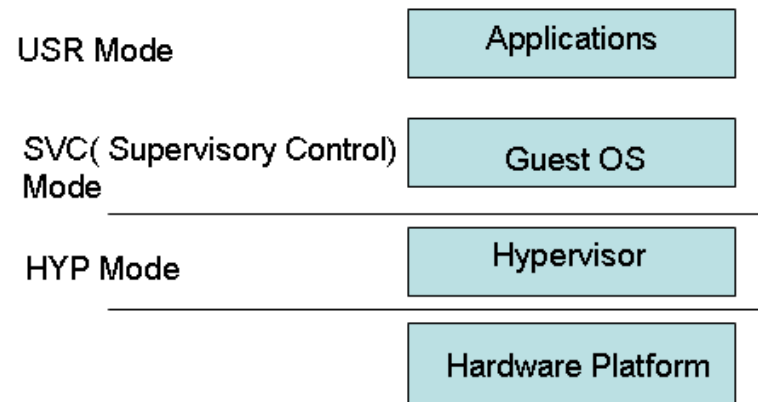 USR Mode
Applications
SVC( Supervisory Control)
Mode
Guest OS
HYP Mode
Hypervisor
Hardware Platform